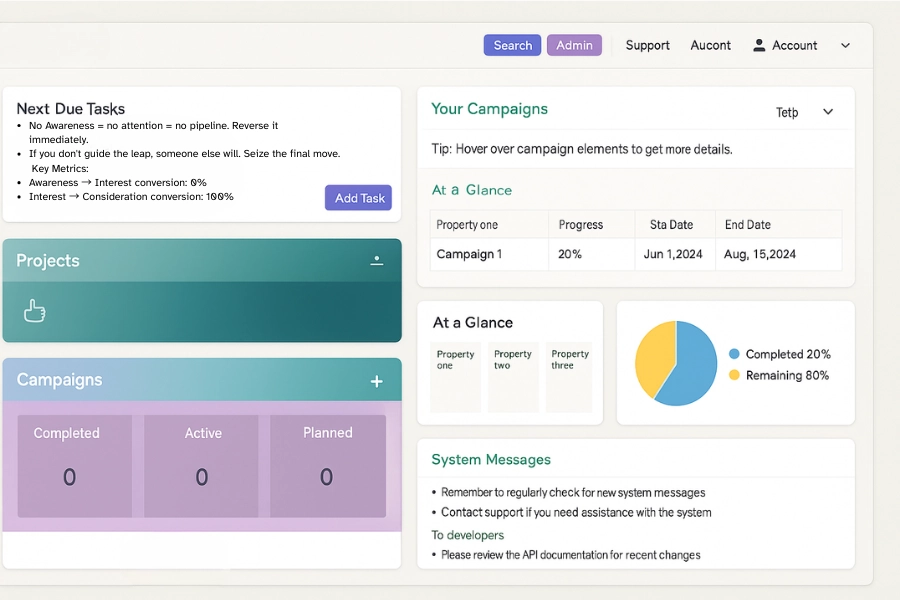 Search Admin Support Aucont Account
Next Due Tasks
• No Awareness = no attention = no pipeline. Reverse it
immediately.
• If you don't guide the leap, someone else will. Seize the final move.
Key Metrics:
• Awareness → Interest conversion: 0%
• Interest → Consideration conversion: 100%
Add Task
Projects
Campaigns +
Completed Active Planned
0 0 0
Your Campaigns
Tetp
Tip: Hover over campaign elements to get more details.
At a Glance
Property one Progress Sta Date End Date
Campaign 1 20% Jun 1,2024 Aug, 15,2024
At a Glance
Property Property Property
one two three
Completed 20%
Remaining 80%
System Messages
• Remember to regularly check for new system messages
• Contact support if you need assistance with the system
To developers
• Please review the API documentation for recent changes